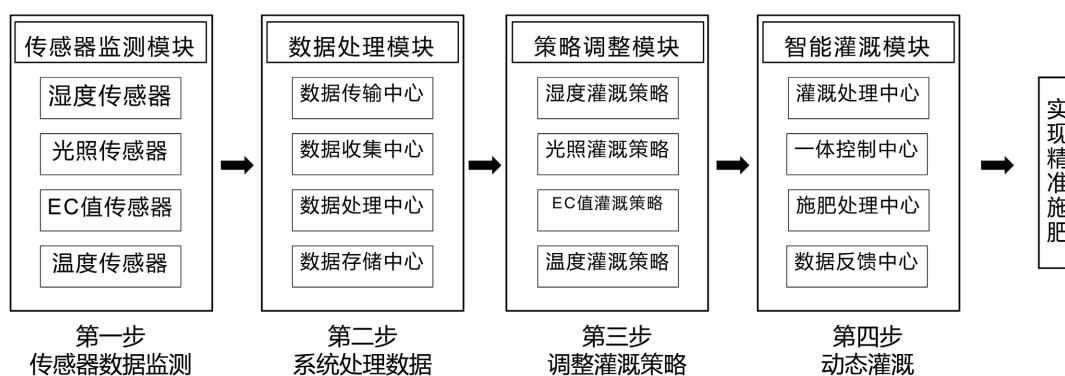 传感器监测模块
湿度传感器
光照传感器
EC值传感器
温度传感器
第一步
传感器数据监测
数据处理模块
数据传输中心
数据收集中心
数据处理中心
数据存储中心
第二步
系统处理数据
策略调整模块
湿度灌溉策略
光照灌溉策略
EC值灌溉策略
温度灌溉策略
第三步
调整灌溉策略
智能灌溉模块
灌溉处理中心
一体控制中心
施肥处理中心
数据反馈中心
第四步
动态灌溉
实现精准施肥